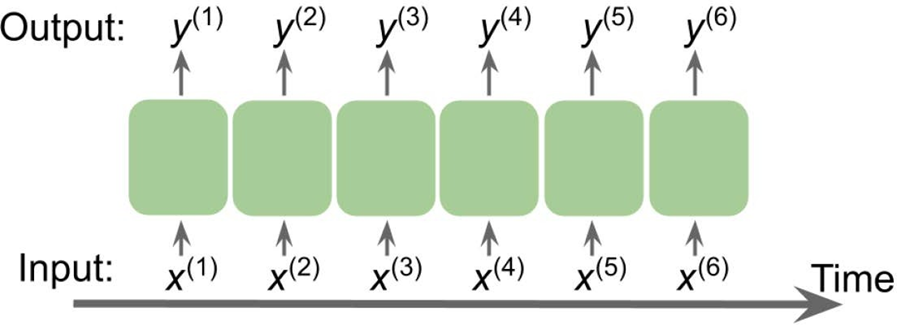 Output: y(1) y(2) y(3) y(4) y(5) y(6)
Input: x(1) x(2) x(3) x(4) x(5) x(6)
Time